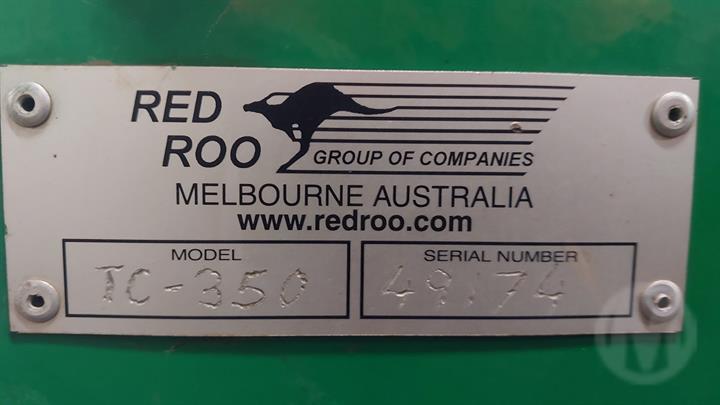 RED
ROO
GROUP OF COMPANIES
MELBOURNE AUSTRALIA
www.redroo.com
MODEL SERIAL NUMBER
TC-350 49174